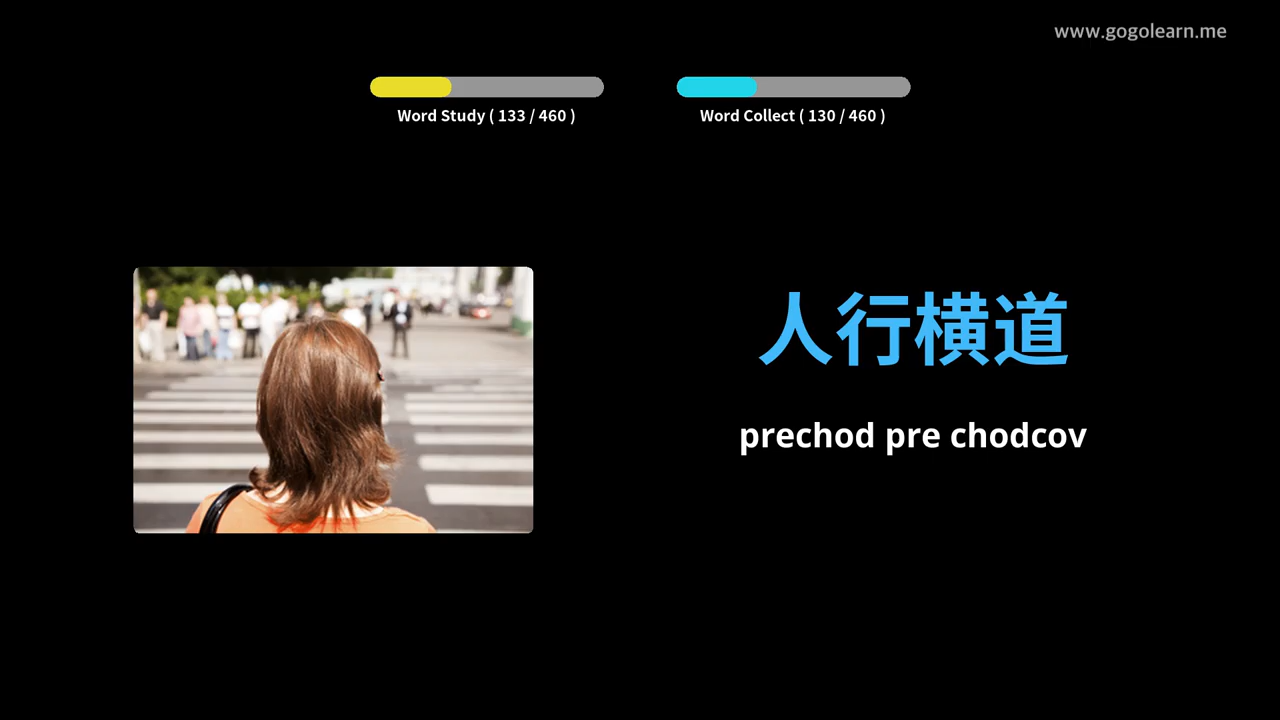 www.gogolearn.me
Word Study ( 133 / 460 )
Word Collect ( 130 / 460 )
人行横道
prechod pre chodcov